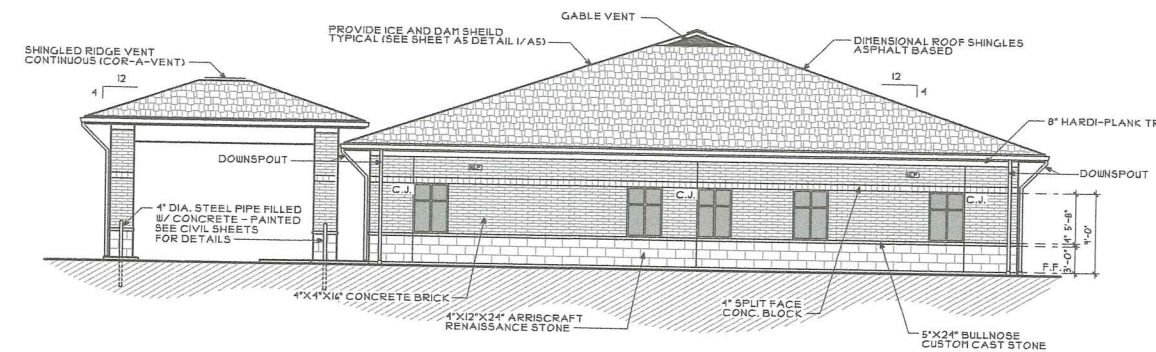 GABLE VENT
PROVIDE ICE AND DAM SHEILD
TYPICAL (SEE SHEET A5 DETAIL 1/A5)
SHINGLED RIDGE VENT
CONTINUOUS (COR-A-VENT)
DIMENSIONAL ROOF SHINGLES
ASPHALT BASED
12
4
12
4
8" HARDI-PLANK TR
DOWNSPOUT
DOWNSPOUT
C.J.
C.J.
C.J.
4" DIA. STEEL PIPE FILLED
W/ CONCRETE - PAINTED
SEE CIVIL SHEETS
FOR DETAILS
5'-8"
4"
3'-0"
F.F.
4"X4"X16" CONCRETE BRICK
4"X12"X24" ARRISCRAFT
RENAISSANCE STONE
4" SPLIT FACE
CONC. BLOCK
5"X24" BULLNOSE
CUSTOM CAST STONE